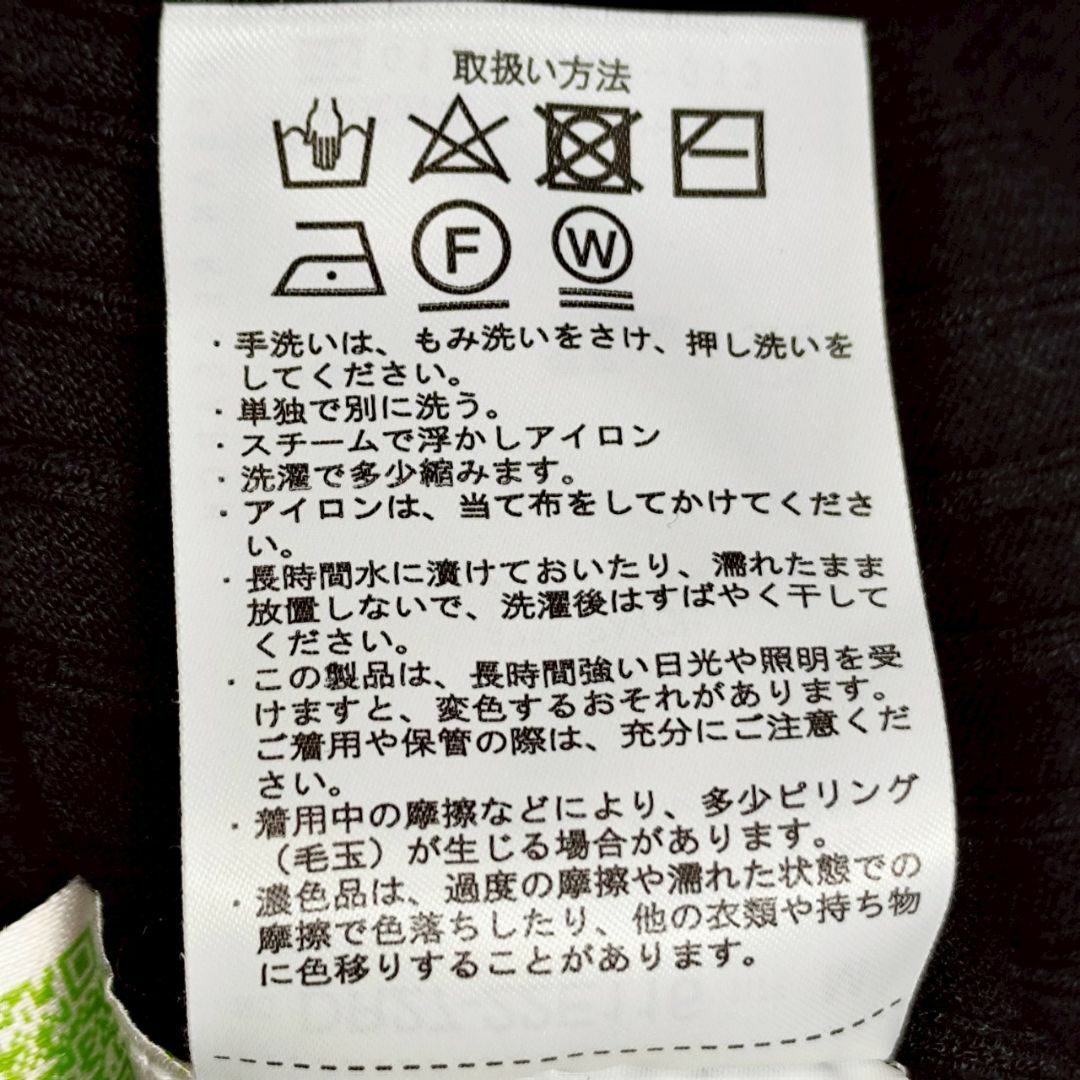 取扱い方法
F W
・手洗いは、もみ洗いをさけ、押し洗いを
してください。
・単独で別に洗う。
・スチームで浮かしアイロン
・洗濯で多少縮みます。
・アイロンは、当て布をしてかけてくださ
い。
・長時間水に漬けておいたり、濡れたまま
放置しないで、洗濯後はすばやく干して
ください。
・この製品は、長時間強い日光や照明を受
けますと、変色するおそれがあります。
ご着用や保管の際は、充分にご注意くだ
さい。
・着用中の摩擦などにより、多少ピリング
（毛玉）が生じる場合があります。
・濃色品は、過度の摩擦や濡れた状態での
摩擦で色落ちしたり、他の衣類や持ち物
に色移りすることがあります。